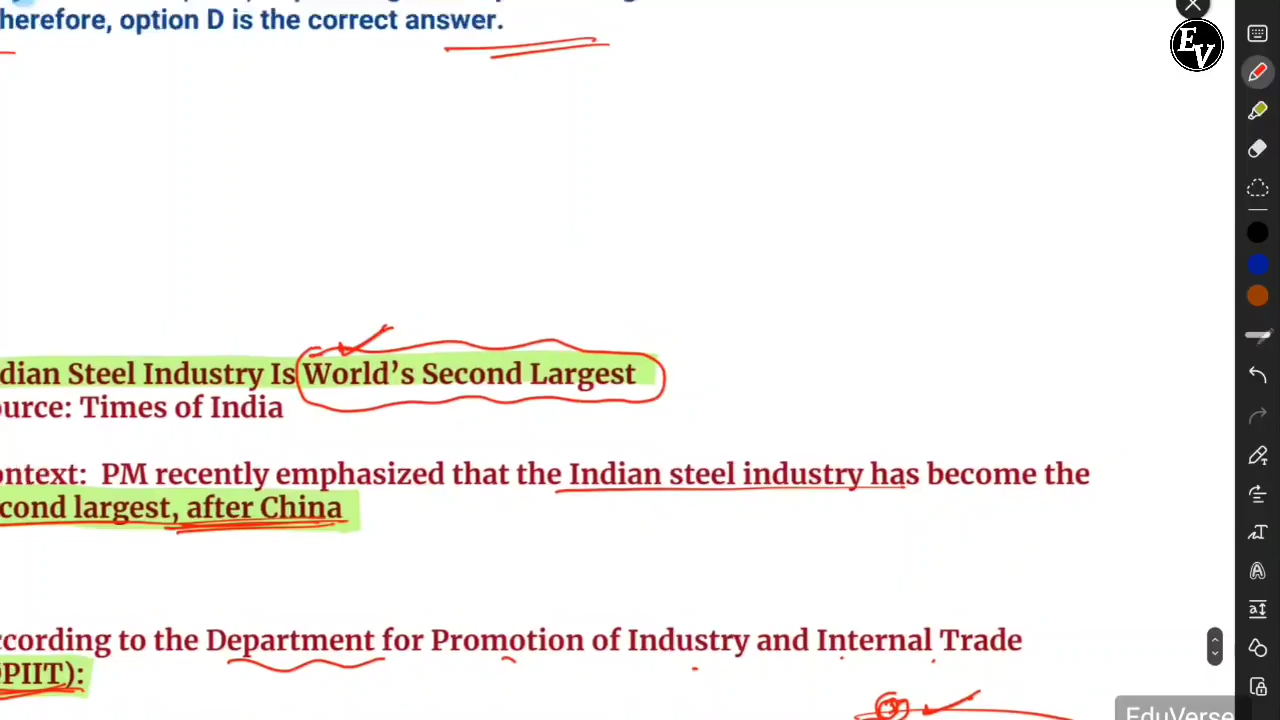 herefore, option D is the correct answer.
EV
dian Steel Industry Is World's Second Largest
ource: Times of India
ontext: PM recently emphasized that the Indian steel industry has become the
cond largest, after China
ccording to the Department for Promotion of Industry and Internal Trade
PIIT):
EduVerse